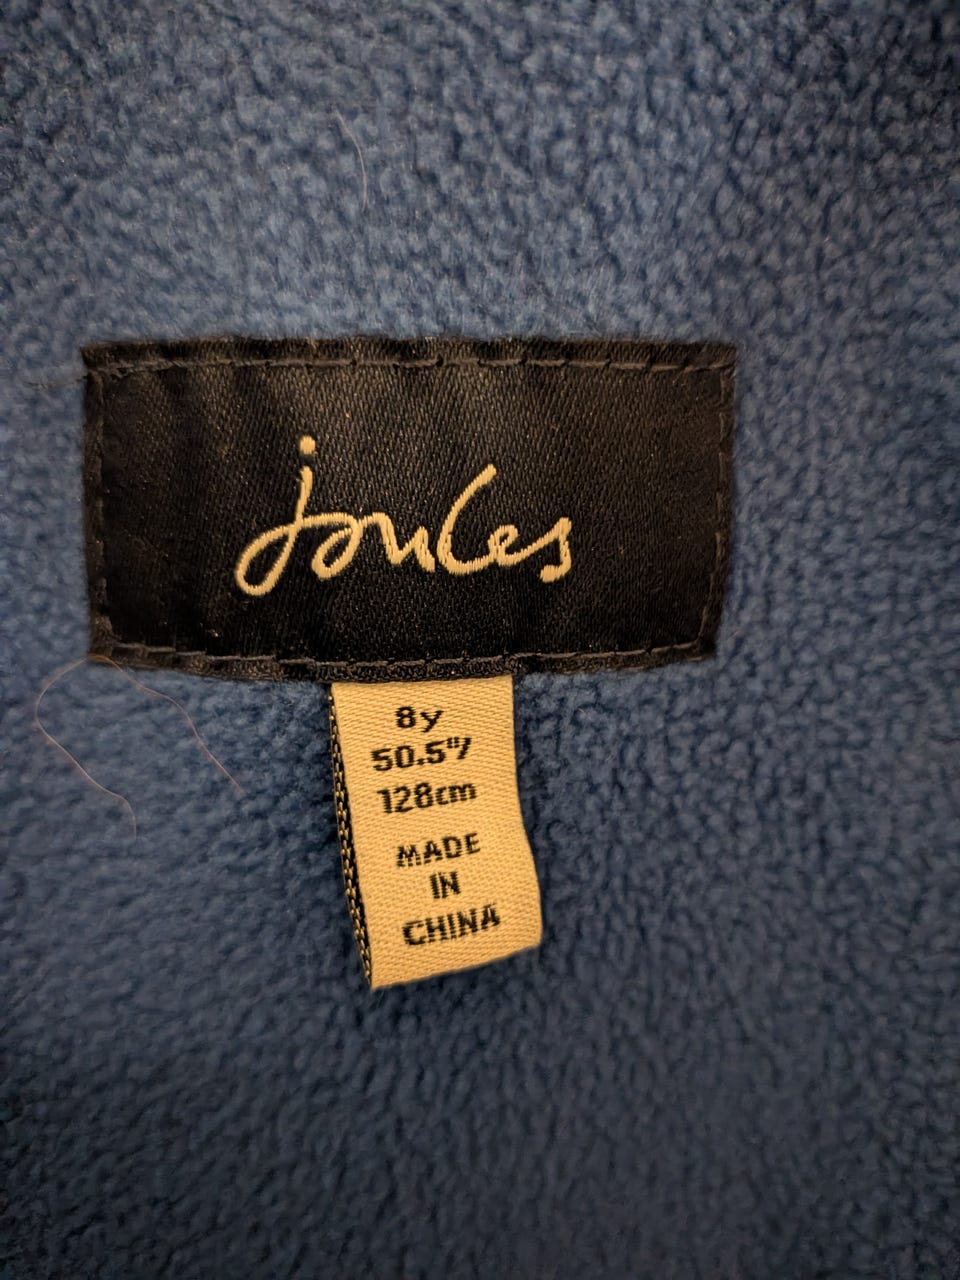 joules
8y
50.5"/
128cm
MADE
IN
CHINA